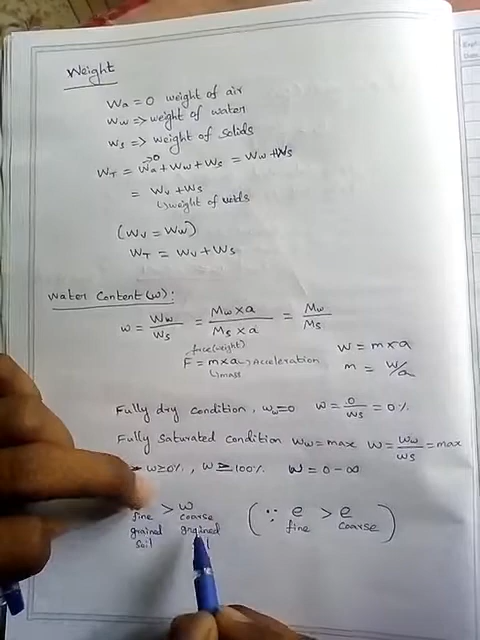 Weight
Wa = 0 weight of air
Ww => weight of water
Ws => weight of solids
WT = Wa→0 + Ww + Ws = Ww + Ws
= Wv + Ws
↳ weight of voids
(Wv = Ww)
WT = Wv + Ws
Water Content (w):
w = Ww/Ws = Mw×a/Ms×a = Mw/Ms
force (weight)
F = m×a ↳ Acceleration
↳ mass
W = m×a
m = W/a
Fully dry condition, Ww=0 W = 0/Ws = 0%
Fully Saturated condition Ww = max W = Ww/Ws = max
W≥0%, W ≥ 100% W = 0 - ∞
> w (∵ e > e)
fine coarse fine coarse
grained grained
soil